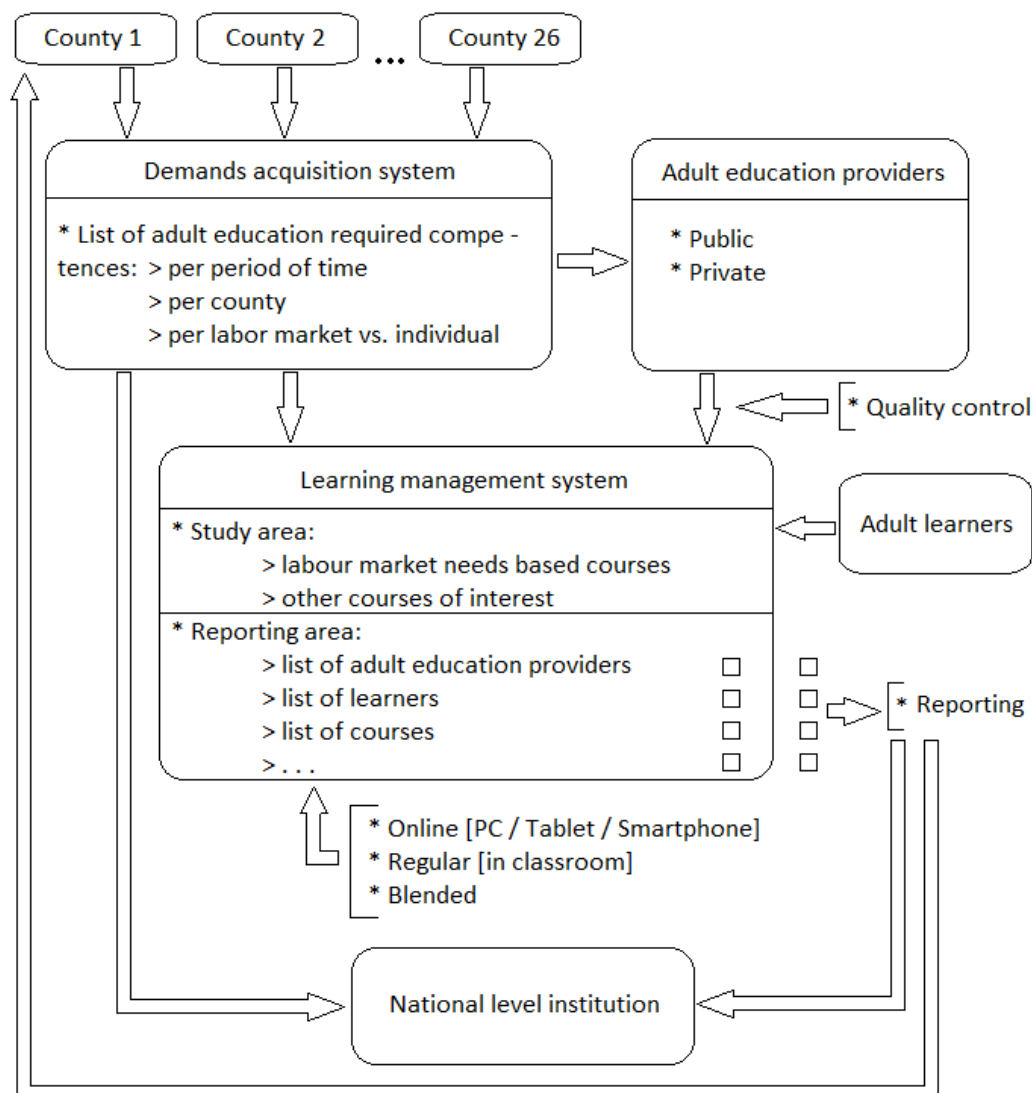 County 1
County 2
...
County 26
Demands acquisition system
* List of adult education required compe -
tences: > per period of time
> per county
> per labor market vs. individual
Adult education providers
* Public
* Private
* Quality control
Learning management system
* Study area:
> labour market needs based courses
> other courses of interest
Adult learners
* Reporting area:
> list of adult education providers
> list of learners
> list of courses
> . . .
* Reporting
* Online [PC / Tablet / Smartphone]
* Regular [in classroom]
* Blended
National level institution